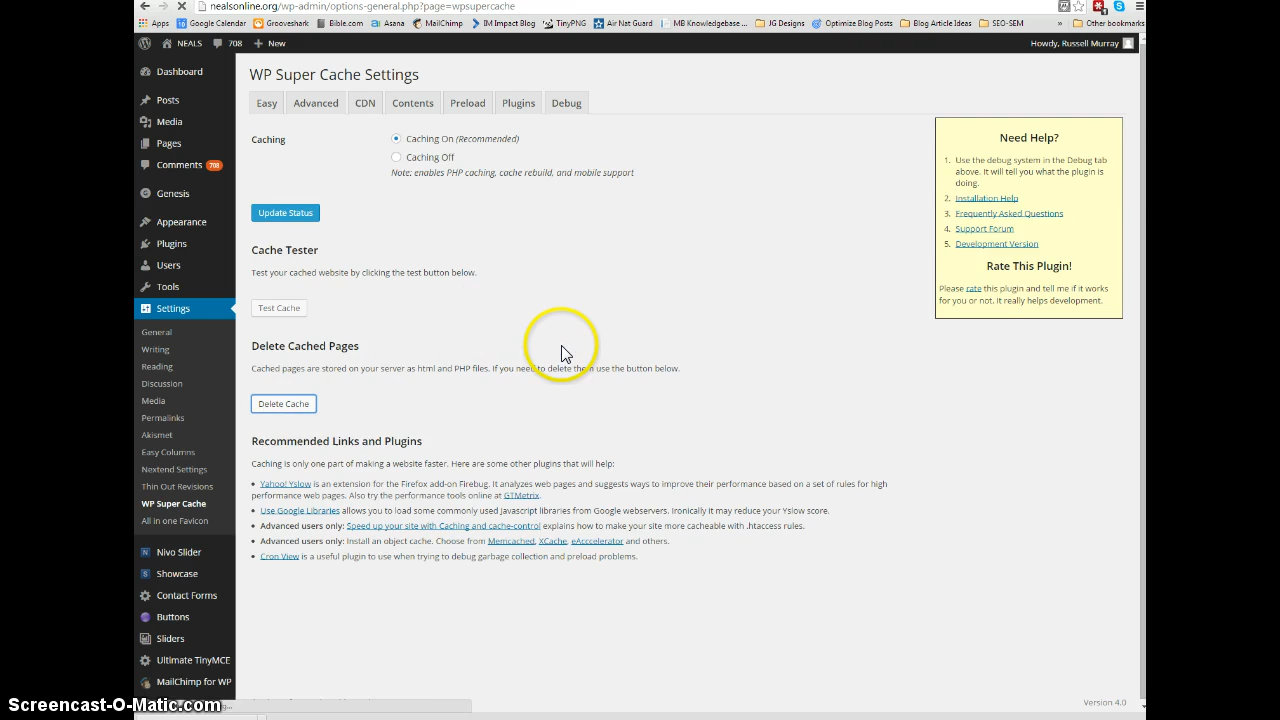 nealsonline.org/wp-admin/options-general.php?page=wpsupercache
Apps Google Calendar Grooveshark Bible.com Asana MailChimp IM Impact Blog TinyPNG Air Nat Guard MB Knowledgebase JG Designs Optimize Blog Posts Blog Article Ideas SEO-SEM » Other bookmarks
NEALS 708 + New Howdy, Russell Murray
Dashboard
Posts
Media
Pages
Comments 708
Genesis
Appearance
Plugins
Users
Tools
Settings
General
Writing
Reading
Discussion
Media
Permalinks
Akismet
Easy Columns
Nextend Settings
Thin Out Revisions
WP Super Cache
All in one Favicon
Nivo Slider
Showcase
Contact Forms
Buttons
Sliders
Ultimate TinyMCE
MailChimp for WP
WP Super Cache Settings
Easy Advanced CDN Contents Preload Plugins Debug
Caching
Caching On (Recommended)
Caching Off
Note: enables PHP caching, cache rebuild, and mobile support
Update Status
Cache Tester
Test your cached website by clicking the test button below.
Test Cache
Delete Cached Pages
Cached pages are stored on your server as html and PHP files. If you need to delete them use the button below.
Delete Cache
Recommended Links and Plugins
Caching is only one part of making a website faster. Here are some other plugins that will help:
Yahoo! Yslow is an extension for the Firefox add-on Firebug. It analyzes web pages and suggests ways to improve their performance based on a set of rules for high
performance web pages. Also try the performance tools online at GTMetrix.
Use Google Libraries allows you to load some commonly used Javascript libraries from Google webservers. Ironically it may reduce your Yslow score.
Advanced users only: Speed up your site with Caching and cache-control explains how to make your site more cacheable with .htaccess rules.
Advanced users only: Install an object cache. Choose from Memcached, XCache, eAcccelerator and others.
Cron View is a useful plugin to use when trying to debug garbage collection and preload problems.
Need Help?
1. Use the debug system in the Debug tab
above. It will tell you what the plugin is
doing.
2. Installation Help
3. Frequently Asked Questions
4. Support Forum
5. Development Version
Rate This Plugin!
Please rate this plugin and tell me if it works
for you or not. It really helps development.
Version 4.0
Screencast-O-Matic.com